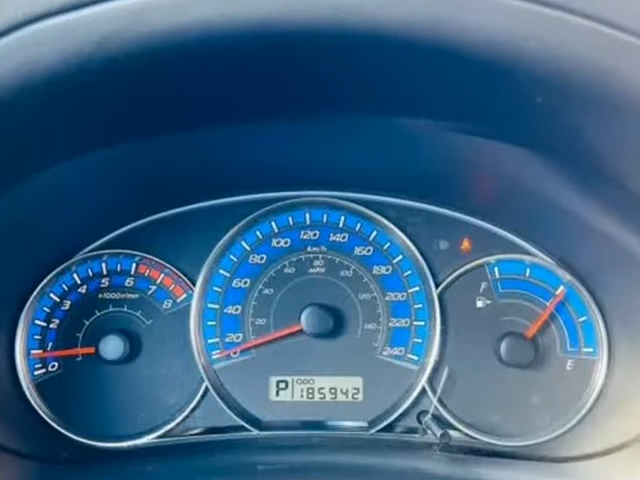 0 1 2 3 4 5 6 7 8
x1000r/min
0 20 40 60 80 100 120 140 160 180 200 220 240
km/h
20 40 60 80 100 120 140
MPH
P ODO 185942
A
F
E